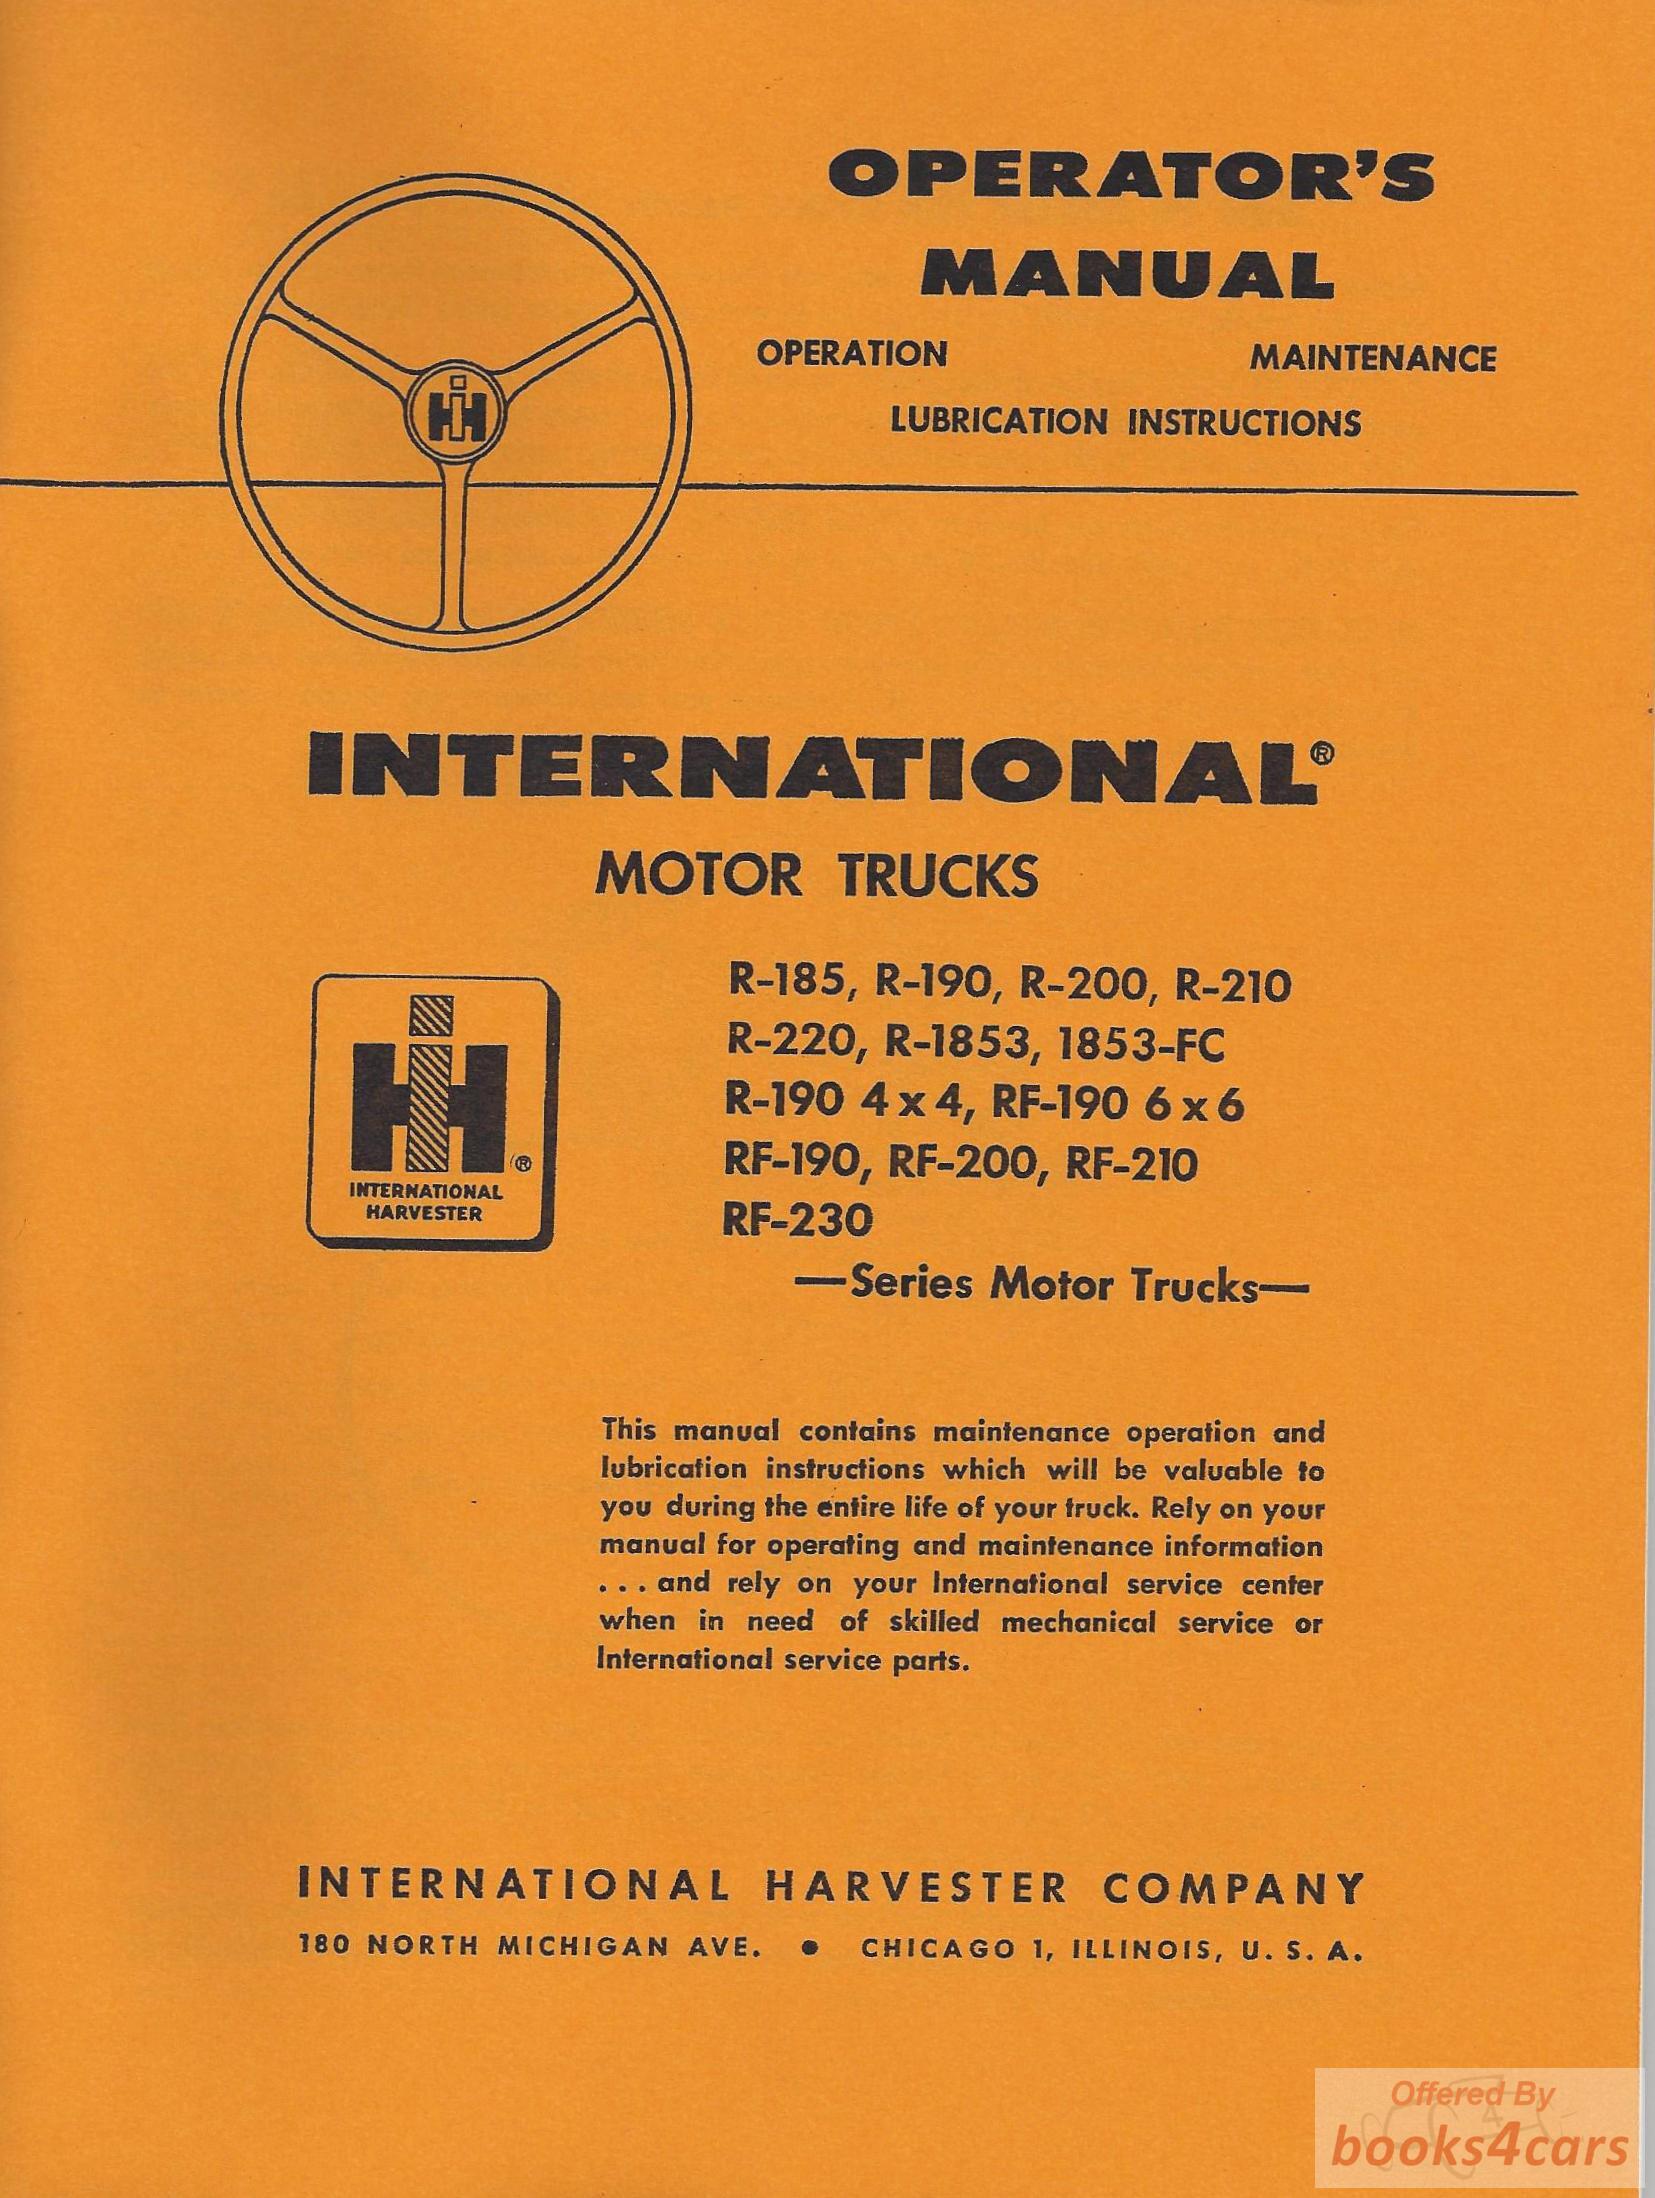 OPERATOR'S
MANUAL
OPERATION MAINTENANCE
LUBRICATION INSTRUCTIONS
IH
INTERNATIONAL®
MOTOR TRUCKS
R-185, R-190, R-200, R-210
R-220, R-1853, 1853-FC
R-190 4 x 4, RF-190 6 x 6
RF-190, RF-200, RF-210
RF-230
—Series Motor Trucks—
IH ®
INTERNATIONAL
HARVESTER
This manual contains maintenance operation and
lubrication instructions which will be valuable to
you during the entire life of your truck. Rely on your
manual for operating and maintenance information
. . . and rely on your International service center
when in need of skilled mechanical service or
International service parts.
INTERNATIONAL HARVESTER COMPANY
180 NORTH MICHIGAN AVE. • CHICAGO 1, ILLINOIS, U. S. A.
Offered By
books4cars